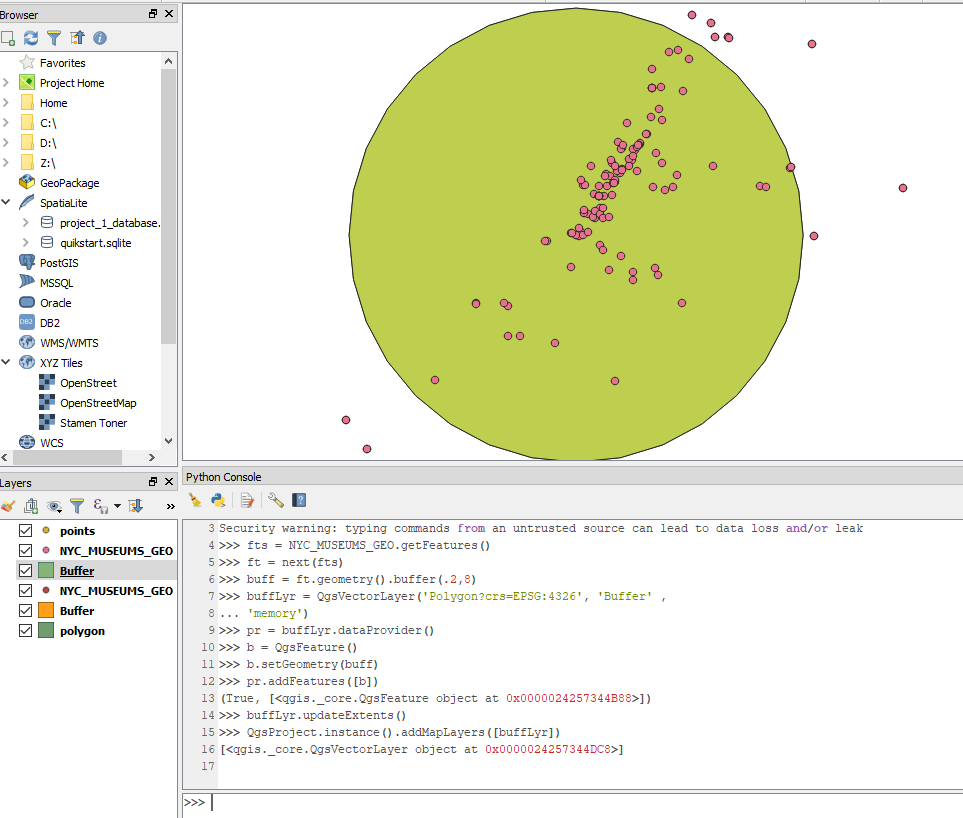 Browser
Favorites
Project Home
Home
C:\
D:\
Z:\
GeoPackage
SpatiaLite
project_1_database.
quikstart.sqlite
PostGIS
MSSQL
Oracle
DB2 DB2
WMS/WMTS
XYZ Tiles
OpenStreet
OpenStreetMap
Stamen Toner
WCS
Layers
»
points
NYC_MUSEUMS_GEO
Buffer
NYC_MUSEUMS_GEO
Buffer
polygon
Python Console
3 Security warning: typing commands from an untrusted source can lead to data loss and/or leak
4 >>> fts = NYC_MUSEUMS_GEO.getFeatures()
5 >>> ft = next(fts)
6 >>> buff = ft.geometry().buffer(.2,8)
7 >>> buffLyr = QgsVectorLayer('Polygon?crs=EPSG:4326', 'Buffer' ,
8 ... 'memory')
9 >>> pr = buffLyr.dataProvider()
10 >>> b = QgsFeature()
11 >>> b.setGeometry(buff)
12 >>> pr.addFeatures([b])
13 (True, [<qgis._core.QgsFeature object at 0x0000024257344B88>])
14 >>> buffLyr.updateExtents()
15 >>> QgsProject.instance().addMapLayers([buffLyr])
16 [<qgis._core.QgsVectorLayer object at 0x0000024257344DC8>]
17
>>>